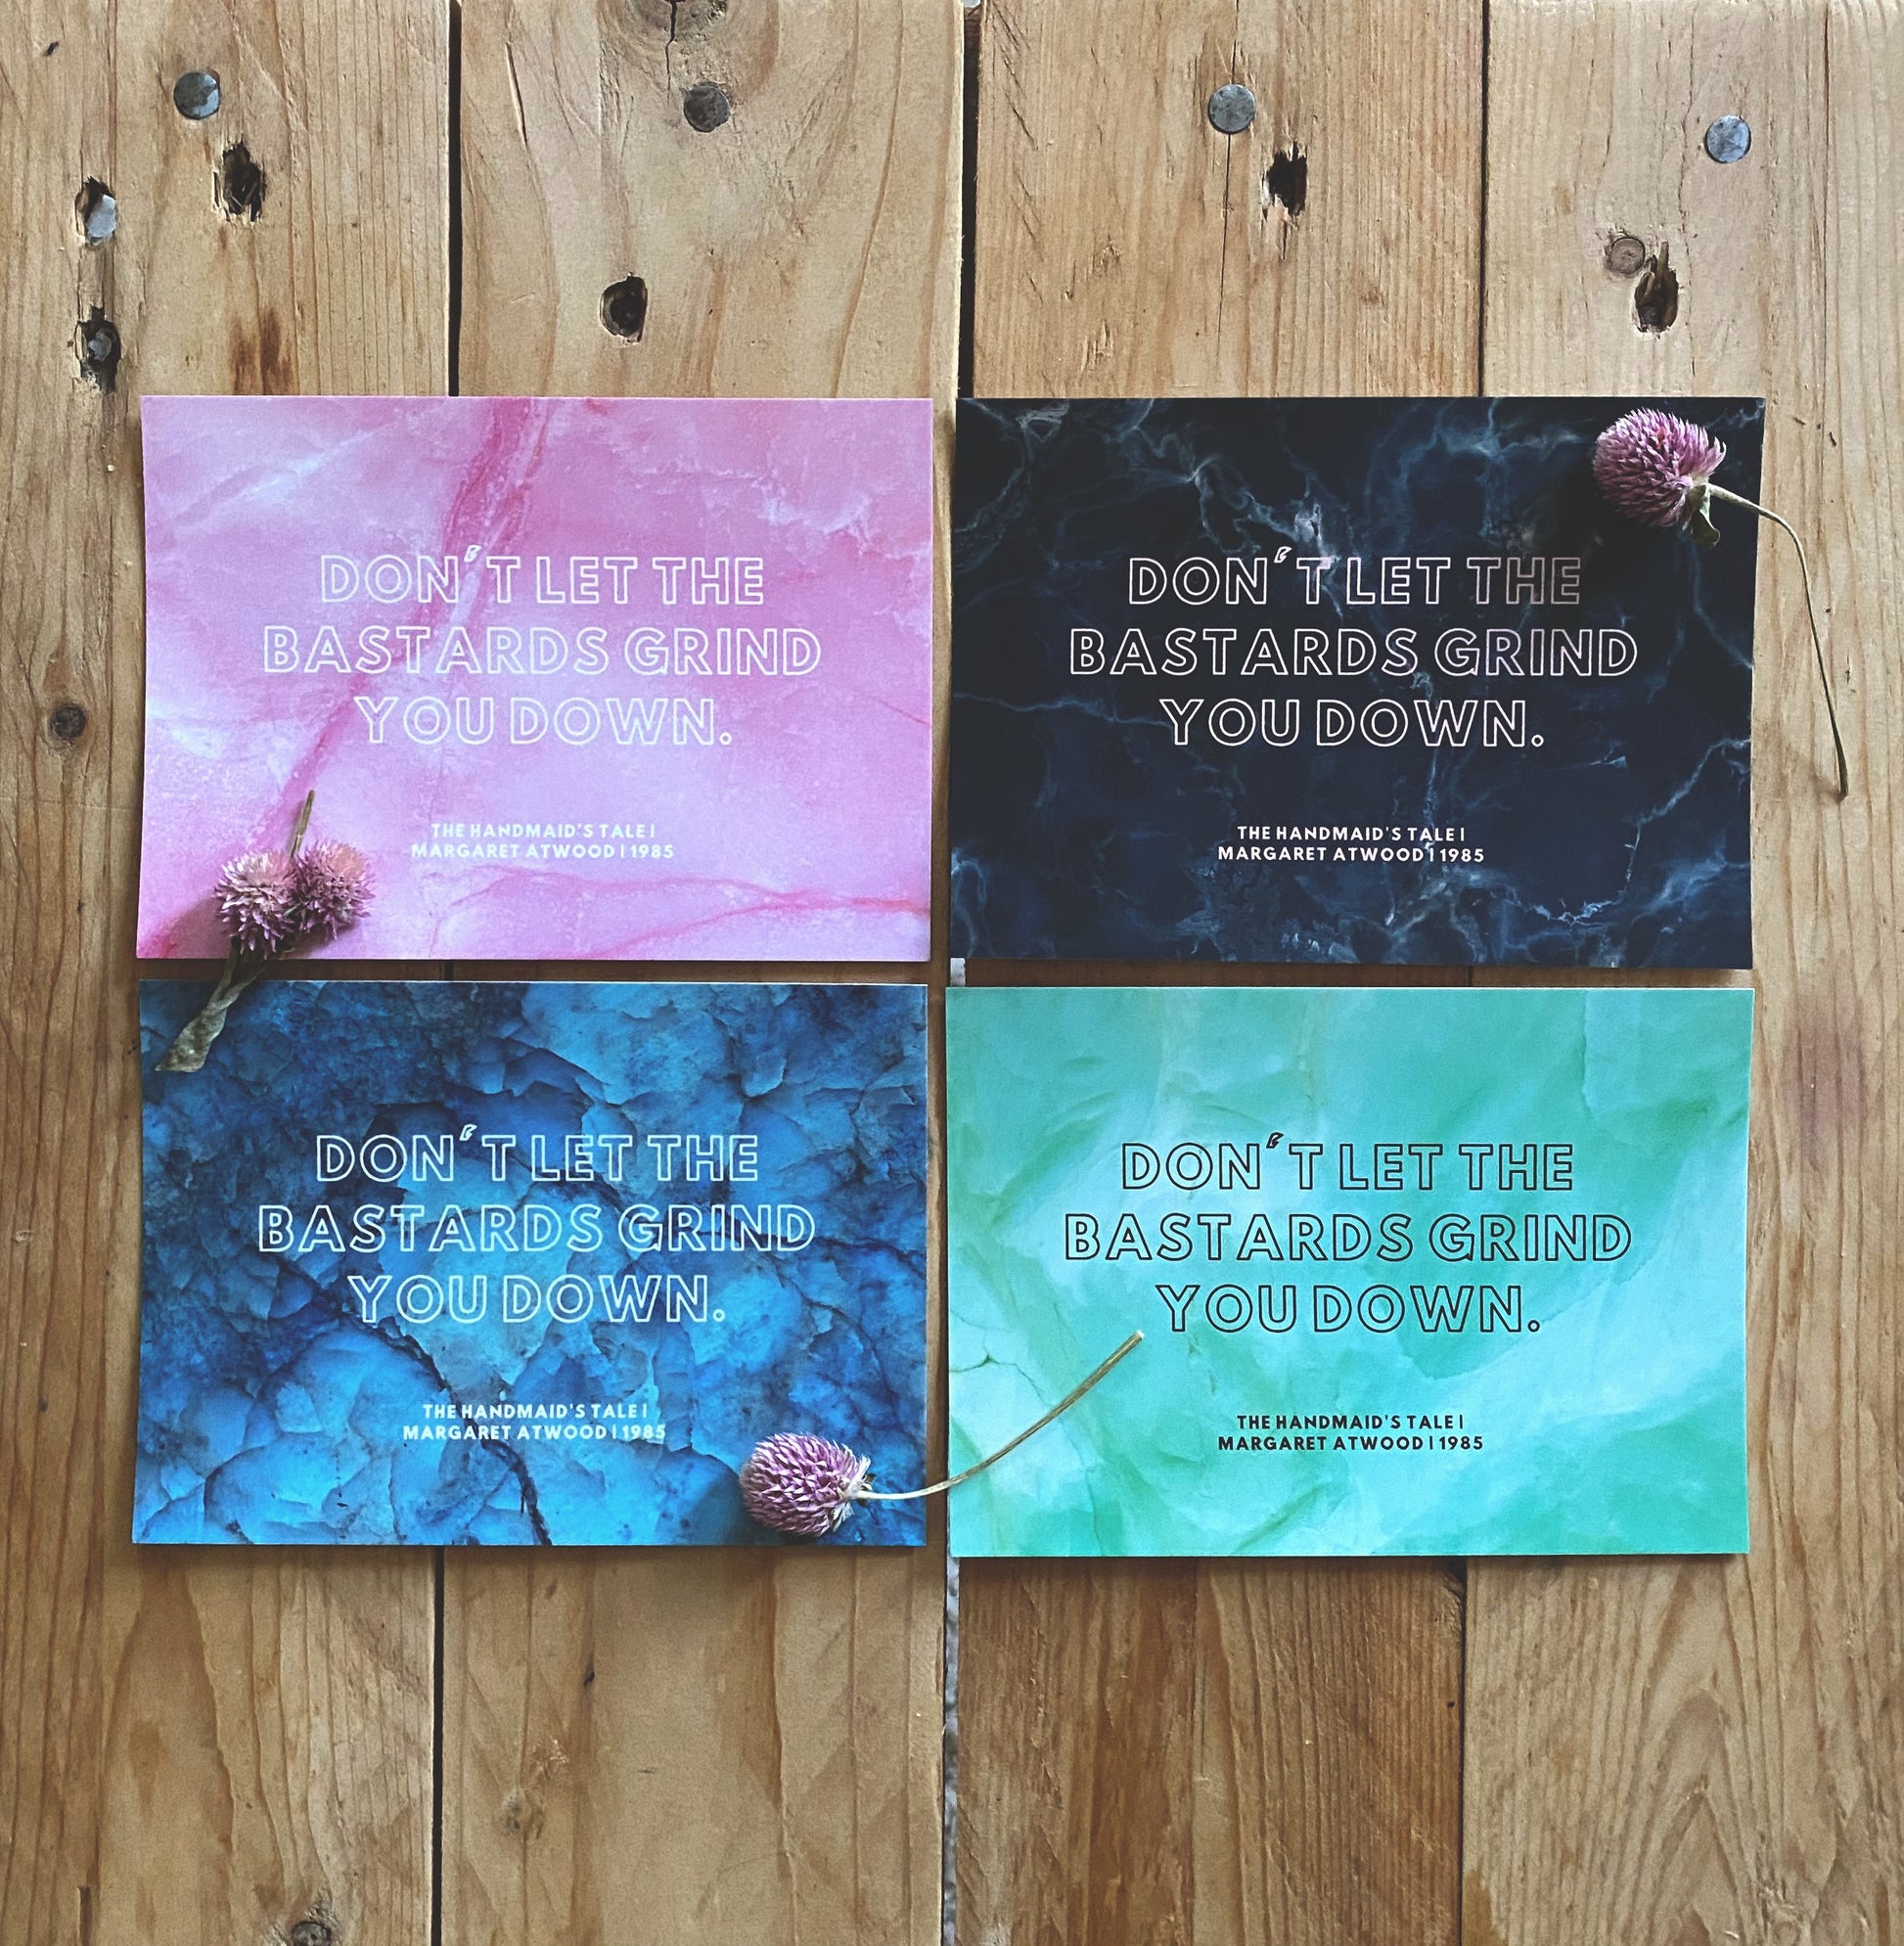 DON'T LET THE
BASTARDS GRIND
YOU DOWN.
THE HANDMAID'S TALE |
MARGARET ATWOOD | 1985
DON'T LET THE
BASTARDS GRIND
YOU DOWN.
THE HANDMAID'S TALE |
MARGARET ATWOOD | 1985
DON'T LET THE
BASTARDS GRIND
YOU DOWN.
THE HANDMAID'S TALE |
MARGARET ATWOOD | 1985
DON'T LET THE
BASTARDS GRIND
YOU DOWN.
THE HANDMAID'S TALE |
MARGARET ATWOOD | 1985